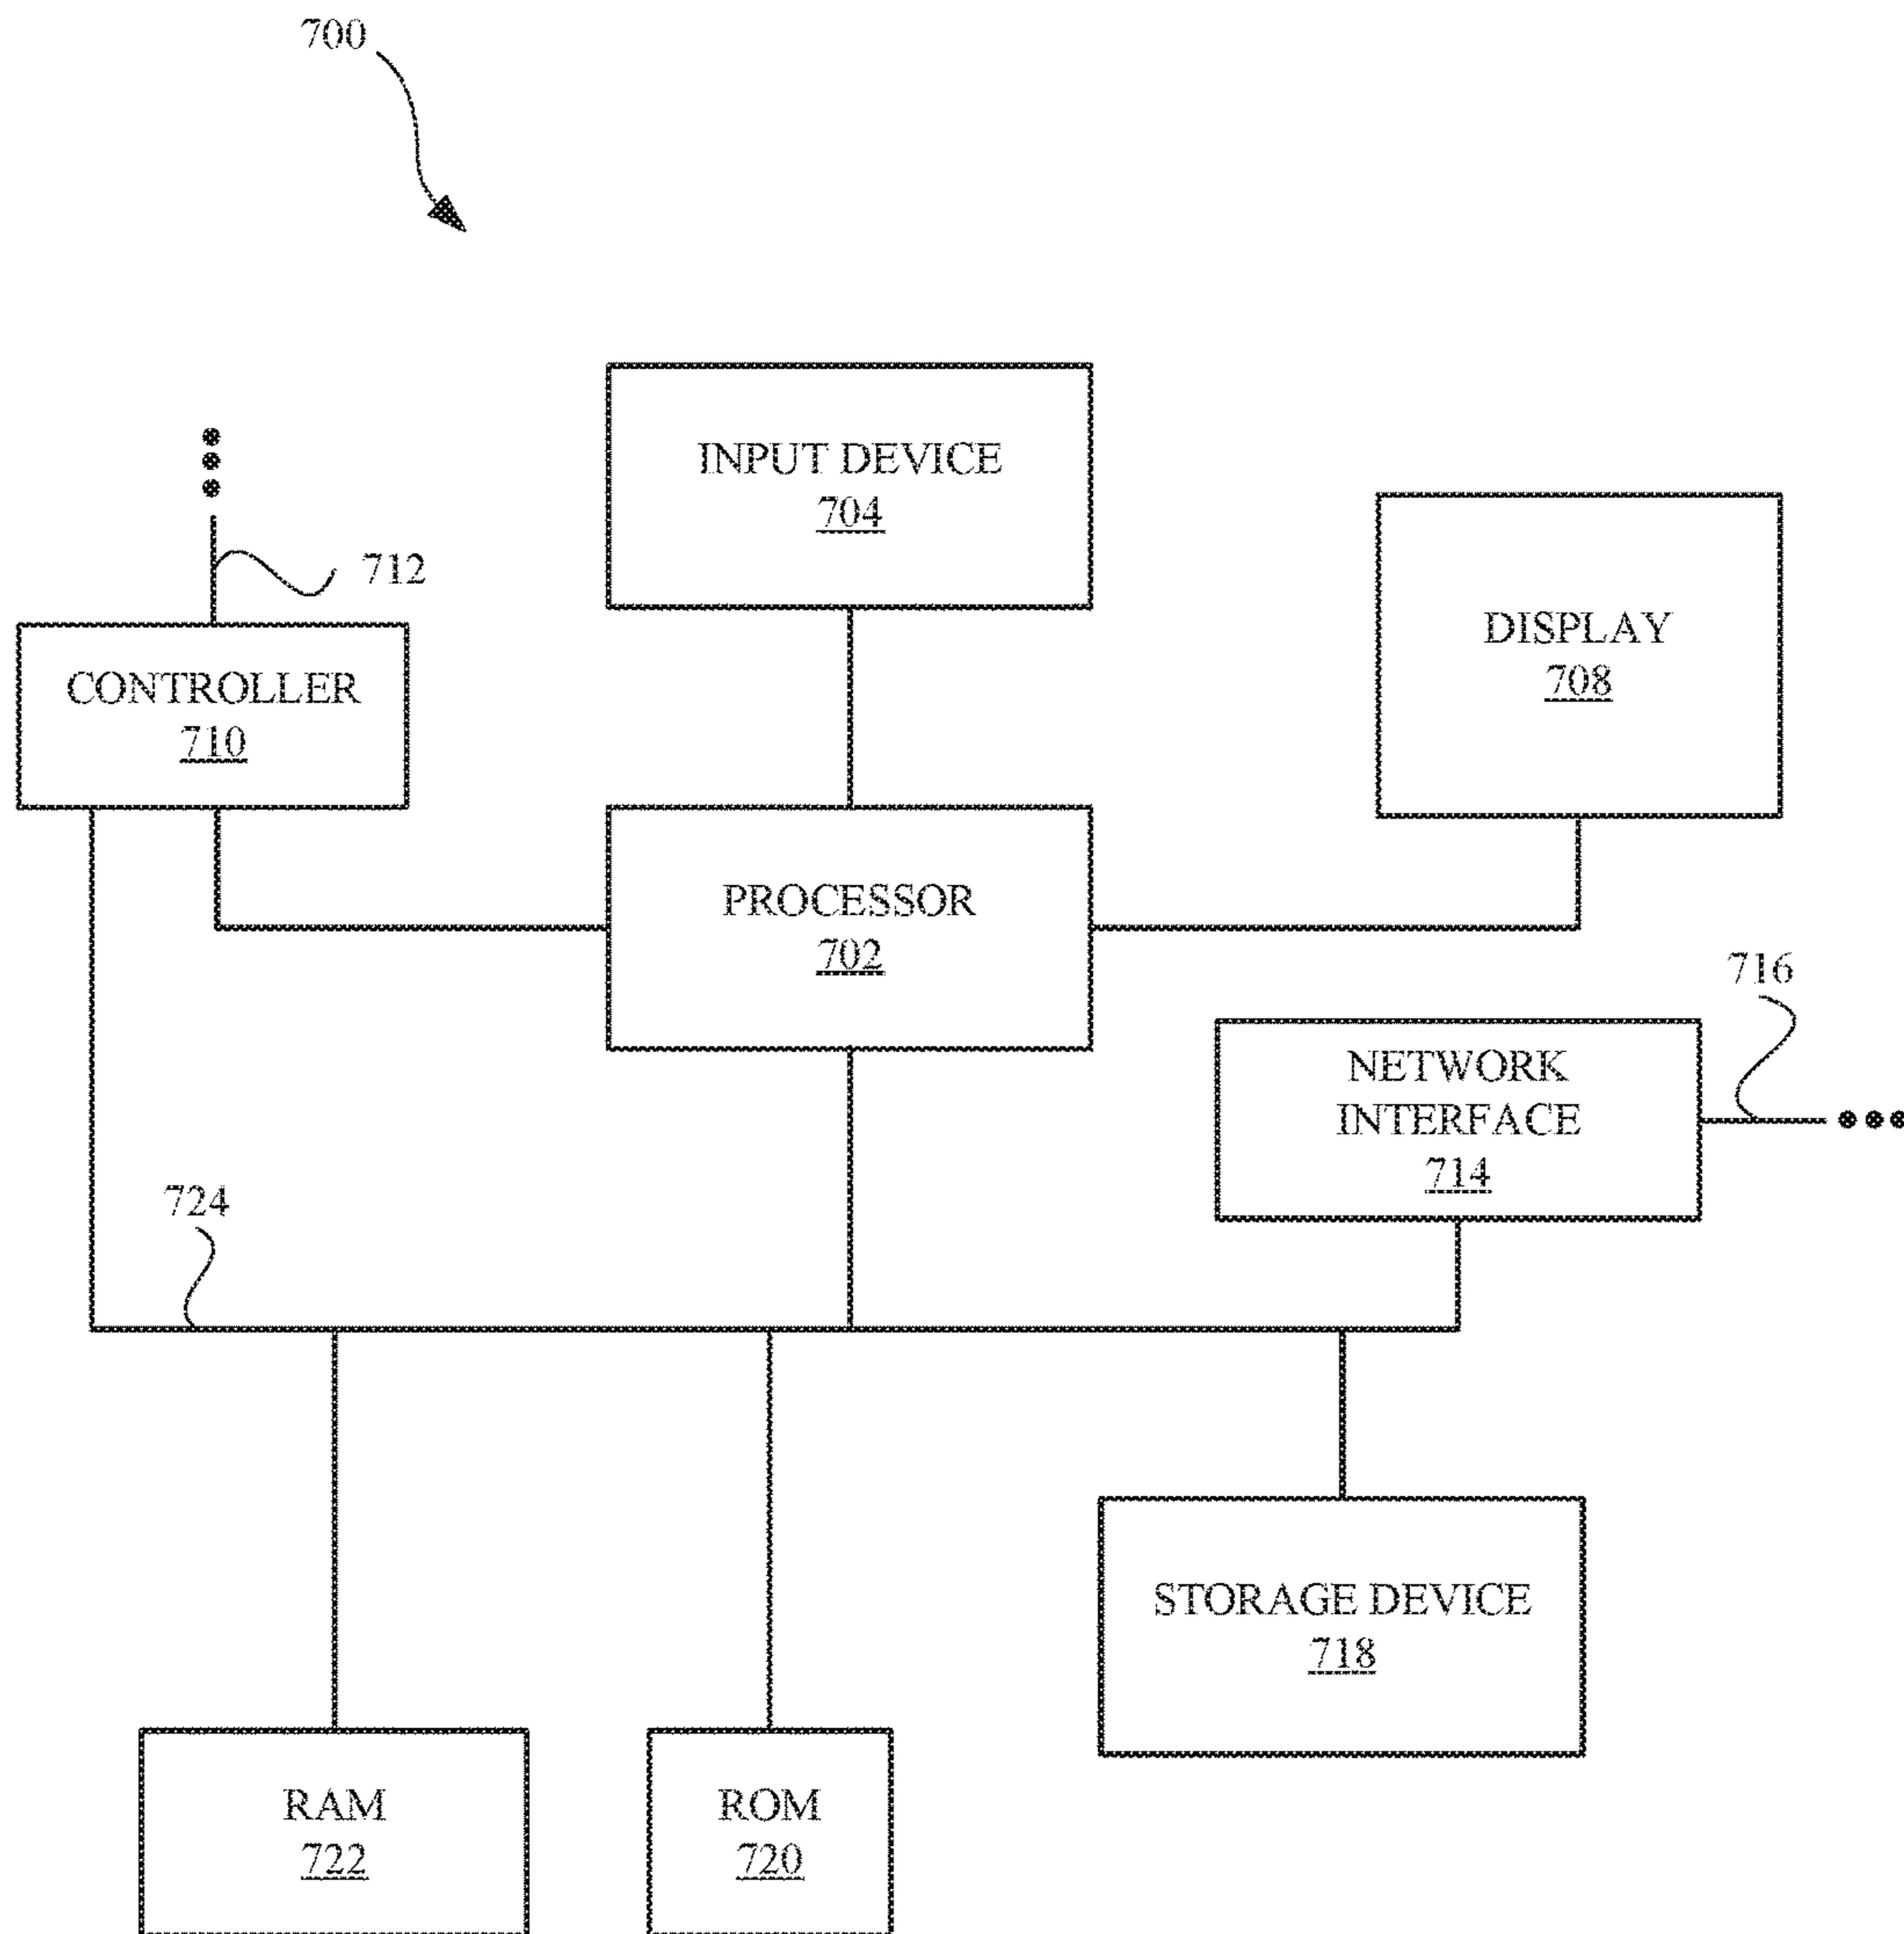 700
INPUT DEVICE
704
712
DISPLAY
708
CONTROLLER
710
PROCESSOR
702
716
NETWORK
INTERFACE
714
724
STORAGE DEVICE
718
RAM
722
ROM
720